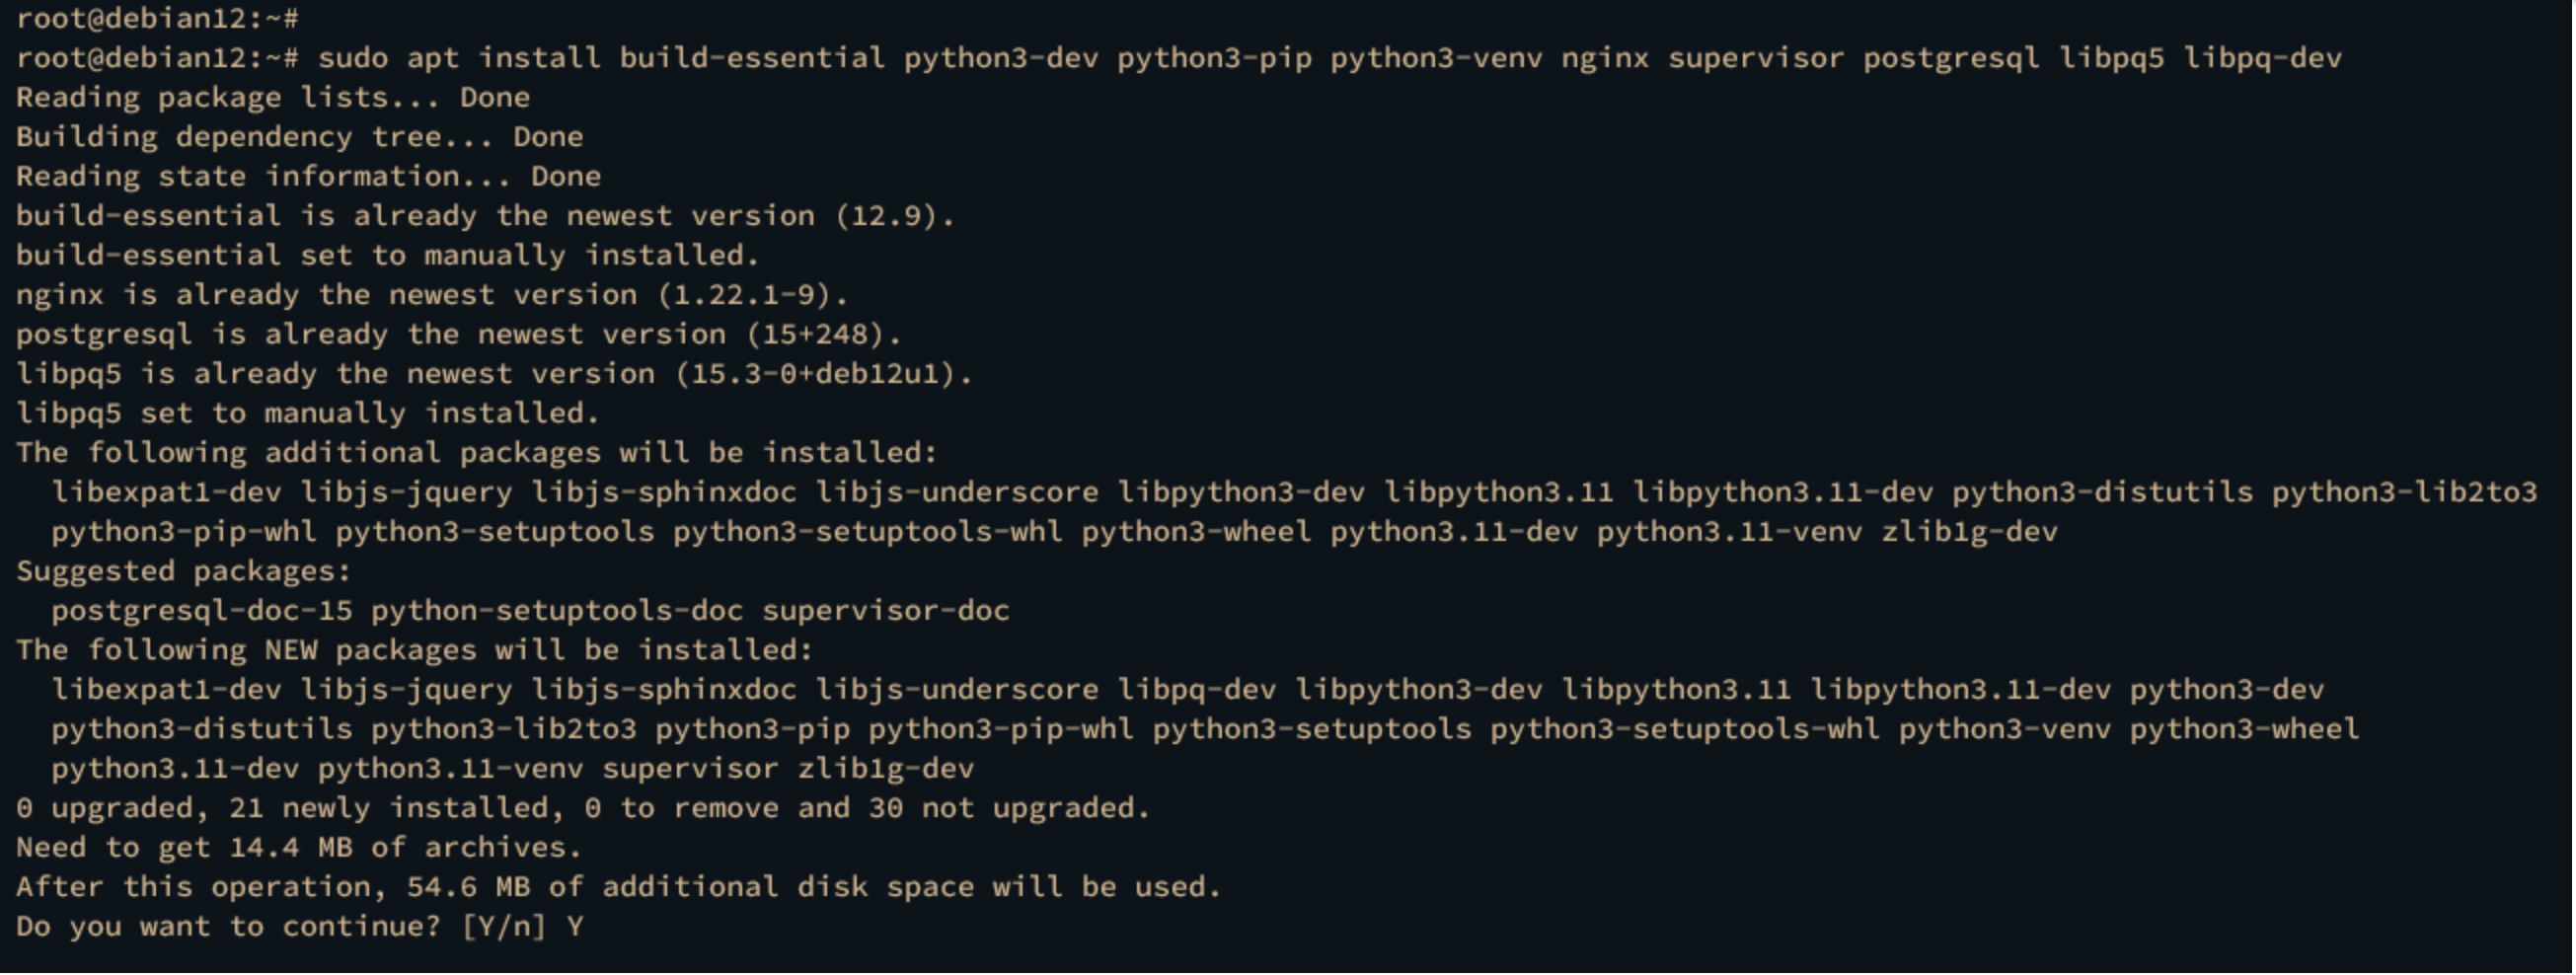 root@debian12:~#
root@debian12:~# sudo apt install build-essential python3-dev python3-pip python3-venv nginx supervisor postgresql libpq5 libpq-dev
Reading package lists... Done
Building dependency tree... Done
Reading state information... Done
build-essential is already the newest version (12.9).
build-essential set to manually installed.
nginx is already the newest version (1.22.1-9).
postgresql is already the newest version (15+248).
libpq5 is already the newest version (15.3-0+deb12u1).
libpq5 set to manually installed.
The following additional packages will be installed:
  libexpat1-dev libjs-jquery libjs-sphinxdoc libjs-underscore libpython3-dev libpython3.11 libpython3.11-dev python3-distutils python3-lib2to3
  python3-pip-whl python3-setuptools python3-setuptools-whl python3-wheel python3.11-dev python3.11-venv zlib1g-dev
Suggested packages:
  postgresql-doc-15 python-setuptools-doc supervisor-doc
The following NEW packages will be installed:
  libexpat1-dev libjs-jquery libjs-sphinxdoc libjs-underscore libpq-dev libpython3-dev libpython3.11 libpython3.11-dev python3-dev
  python3-distutils python3-lib2to3 python3-pip python3-pip-whl python3-setuptools python3-setuptools-whl python3-venv python3-wheel
  python3.11-dev python3.11-venv supervisor zlib1g-dev
0 upgraded, 21 newly installed, 0 to remove and 30 not upgraded.
Need to get 14.4 MB of archives.
After this operation, 54.6 MB of additional disk space will be used.
Do you want to continue? [Y/n] Y